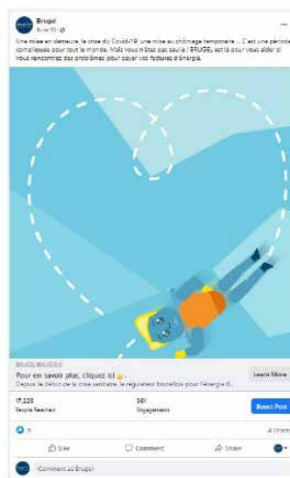 Brugel
Une mise en demeure, la crise du Covid-19, une mise au chômage temporaire ... C'est une période
compliquée pour tout le monde. Mais vous n'êtes pas seul.e ! BRUGEL est là pour vous aider si
vous rencontrez des problèmes pour payer vos factures d'énergie.
Pour en savoir plus, cliquez ici 👆.
Depuis le début de la crise sanitaire, le régulateur bruxellois pour l'énergie B...
Learn More
17,225
People Reached
361
Engagements
Boost Post
4 Shares
Like
Comment
Share
Comment as Brugel